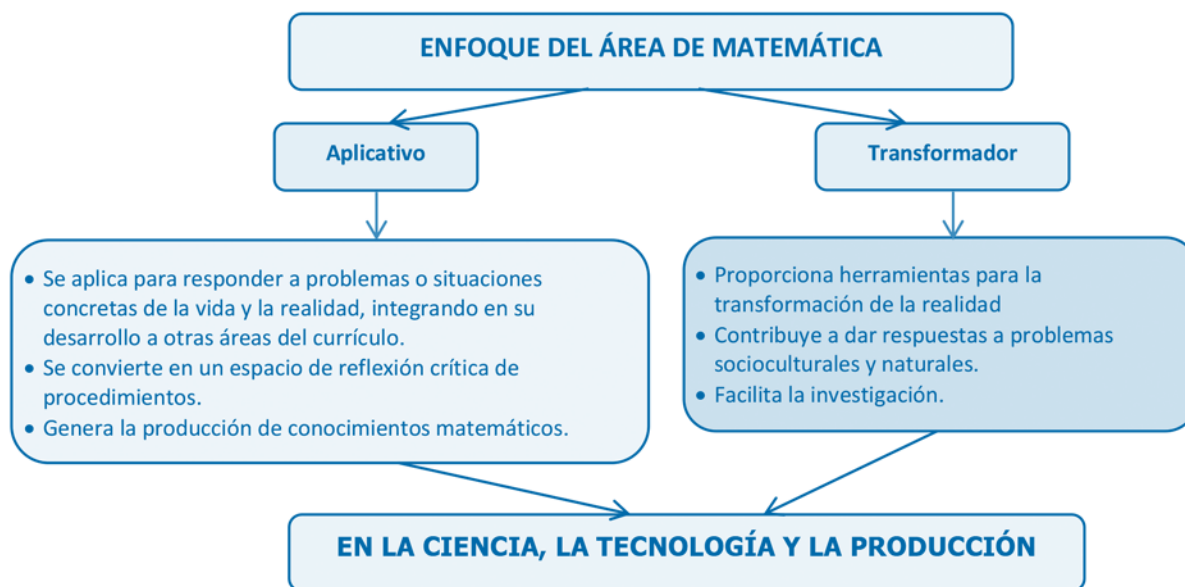 ENFOQUE DEL ÁREA DE MATEMÁTICA
Aplicativo
Transformador
• Se aplica para responder a problemas o situaciones
concretas de la vida y la realidad, integrando en su
desarrollo a otras áreas del currículo.
• Se convierte en un espacio de reflexión crítica de
procedimientos.
• Genera la producción de conocimientos matemáticos.
• Proporciona herramientas para la
transformación de la realidad
• Contribuye a dar respuestas a problemas
socioculturales y naturales.
• Facilita la investigación.
EN LA CIENCIA, LA TECNOLOGÍA Y LA PRODUCCIÓN